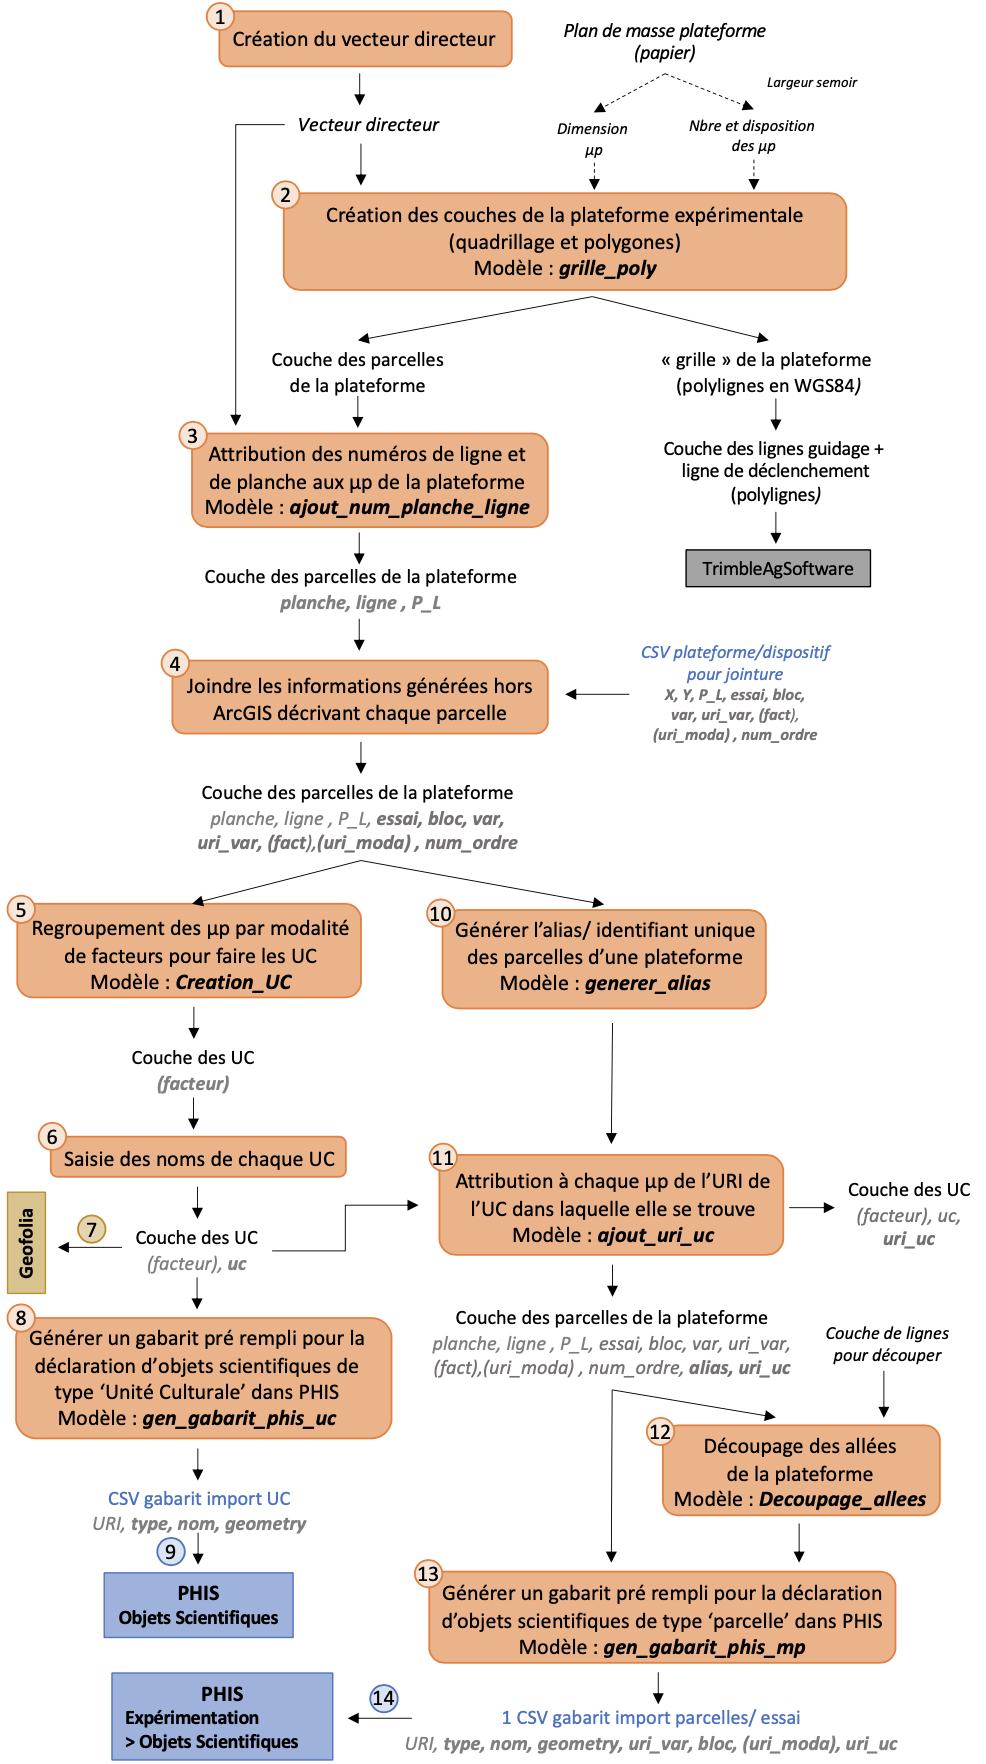 1
Création du vecteur directeur
Plan de masse plateforme
(papier)
Largeur semoir
Vecteur directeur
Dimension
µp
Nbre et disposition
des µp
2
Création des couches de la plateforme expérimentale
(quadrillage et polygones)
Modèle : grille_poly
Couche des parcelles
de la plateforme
« grille » de la plateforme
(polylignes en WGS84)
3
Attribution des numéros de ligne et
de planche aux µp de la plateforme
Modèle : ajout_num_planche_ligne
Couche des lignes guidage +
ligne de déclenchement
(polylignes)
TrimbleAgSoftware
Couche des parcelles de la plateforme
planche, ligne , P_L
4
Joindre les informations générées hors
ArcGIS décrivant chaque parcelle
CSV plateforme/dispositif
pour jointure
X, Y, P_L, essai, bloc,
var, uri_var, (fact),
(uri_moda) , num_ordre
Couche des parcelles de la plateforme
planche, ligne , P_L, essai, bloc, var,
uri_var, (fact),(uri_moda) , num_ordre
5
Regroupement des µp par modalité
de facteurs pour faire les UC
Modèle : Creation_UC
10
Générer l’alias/ identifiant unique
des parcelles d’une plateforme
Modèle : generer_alias
Couche des UC
(facteur)
6
Saisie des noms de chaque UC
11
Attribution à chaque µp de l’URI de
l’UC dans laquelle elle se trouve
Modèle : ajout_uri_uc
Couche des UC
(facteur), uc,
uri_uc
Geofolia
7
Couche des UC
(facteur), uc
8
Générer un gabarit pré rempli pour la
déclaration d’objets scientifiques de
type ‘Unité Culturale’ dans PHIS
Modèle : gen_gabarit_phis_uc
Couche des parcelles de la plateforme
planche, ligne , P_L, essai, bloc, var, uri_var,
(fact),(uri_moda) , num_ordre, alias, uri_uc
Couche de lignes
pour découper
12
Découpage des allées
de la plateforme
Modèle : Decoupage_allees
CSV gabarit import UC
URI, type, nom, geometry
9
PHIS
Objets Scientifiques
13
Générer un gabarit pré rempli pour la déclaration
d’objets scientifiques de type ‘parcelle’ dans PHIS
Modèle : gen_gabarit_phis_mp
PHIS
Expérimentation
> Objets Scientifiques
14
1 CSV gabarit import parcelles/ essai
URI, type, nom, geometry, uri_var, bloc, (uri_moda), uri_uc